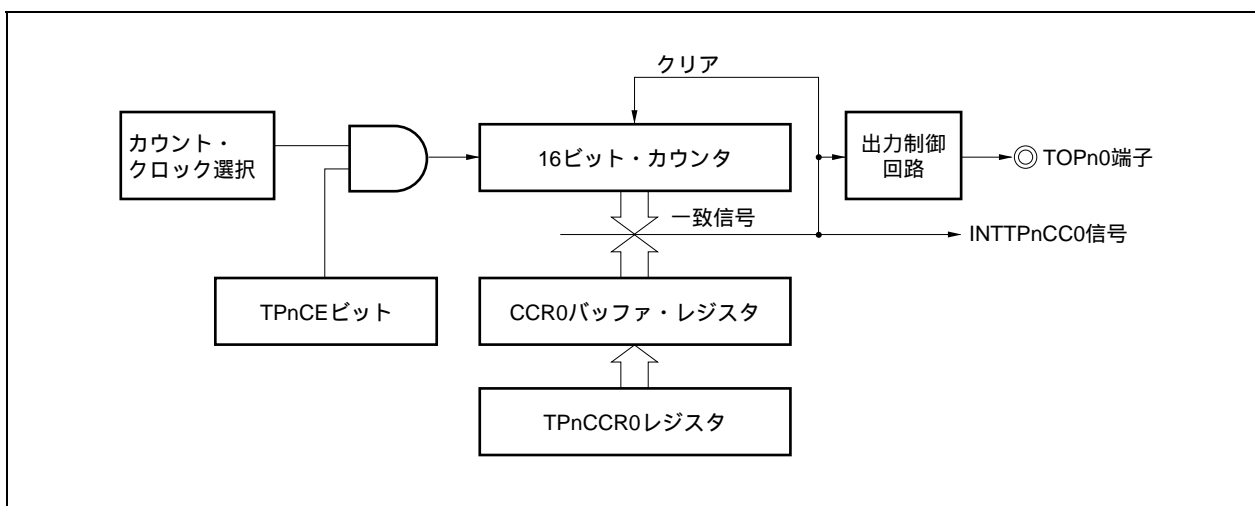 クリア
カウント・
クロック選択
16ビット・カウンタ
出力制御
回路
TOPn0端子
一致信号
INTTPnCC0信号
TPnCEビット
CCR0バッファ・レジスタ
TPnCCR0レジスタ